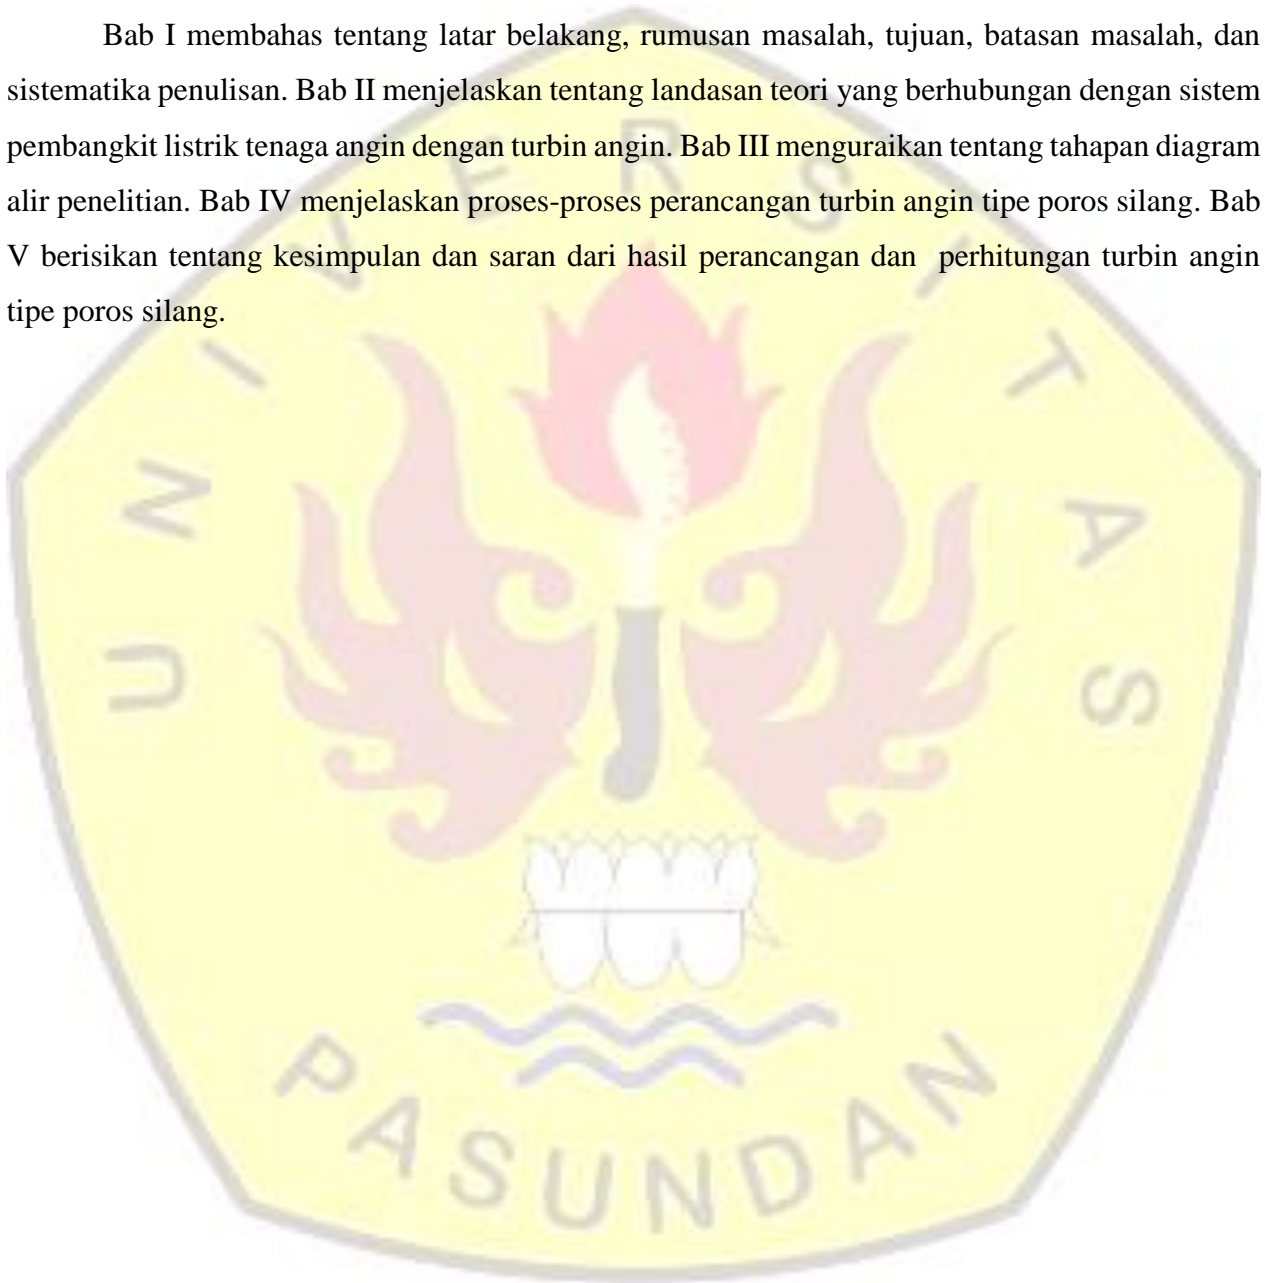 Bab I membahas tentang latar belakang, rumusan masalah, tujuan, batasan masalah, dan
sistematika penulisan. Bab II menjelaskan tentang landasan teori yang berhubungan dengan sistem
pembangkit listrik tenaga angin dengan turbin angin. Bab III menguraikan tentang tahapan diagram
alir penelitian. Bab IV menjelaskan proses-proses perancangan turbin angin tipe poros silang. Bab
V berisikan tentang kesimpulan dan saran dari hasil perancangan dan perhitungan turbin angin
tipe poros silang.
UNIVERSITAS
PASUNDAN